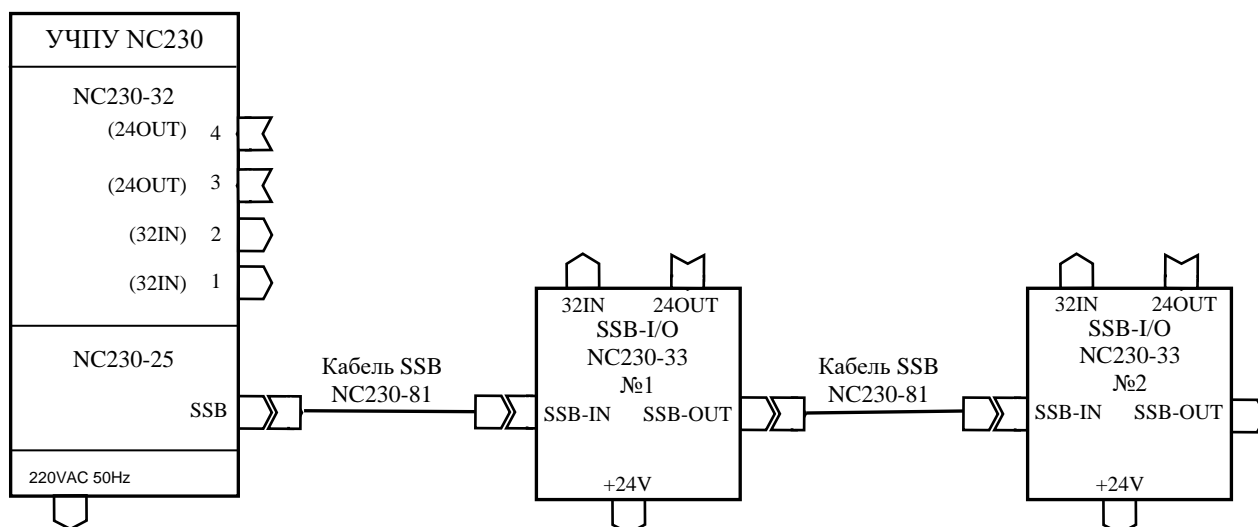 УЧПУ NC230
NC230-32
(24OUT) 4
(24OUT) 3
(32IN) 2
(32IN) 1
NC230-25
SSB
220VAC 50Hz
Кабель SSB
NC230-81
32IN 24OUT
SSB-I/O
NC230-33
№1
SSB-IN SSB-OUT
+24V
Кабель SSB
NC230-81
32IN 24OUT
SSB-I/O
NC230-33
№2
SSB-IN SSB-OUT
+24V